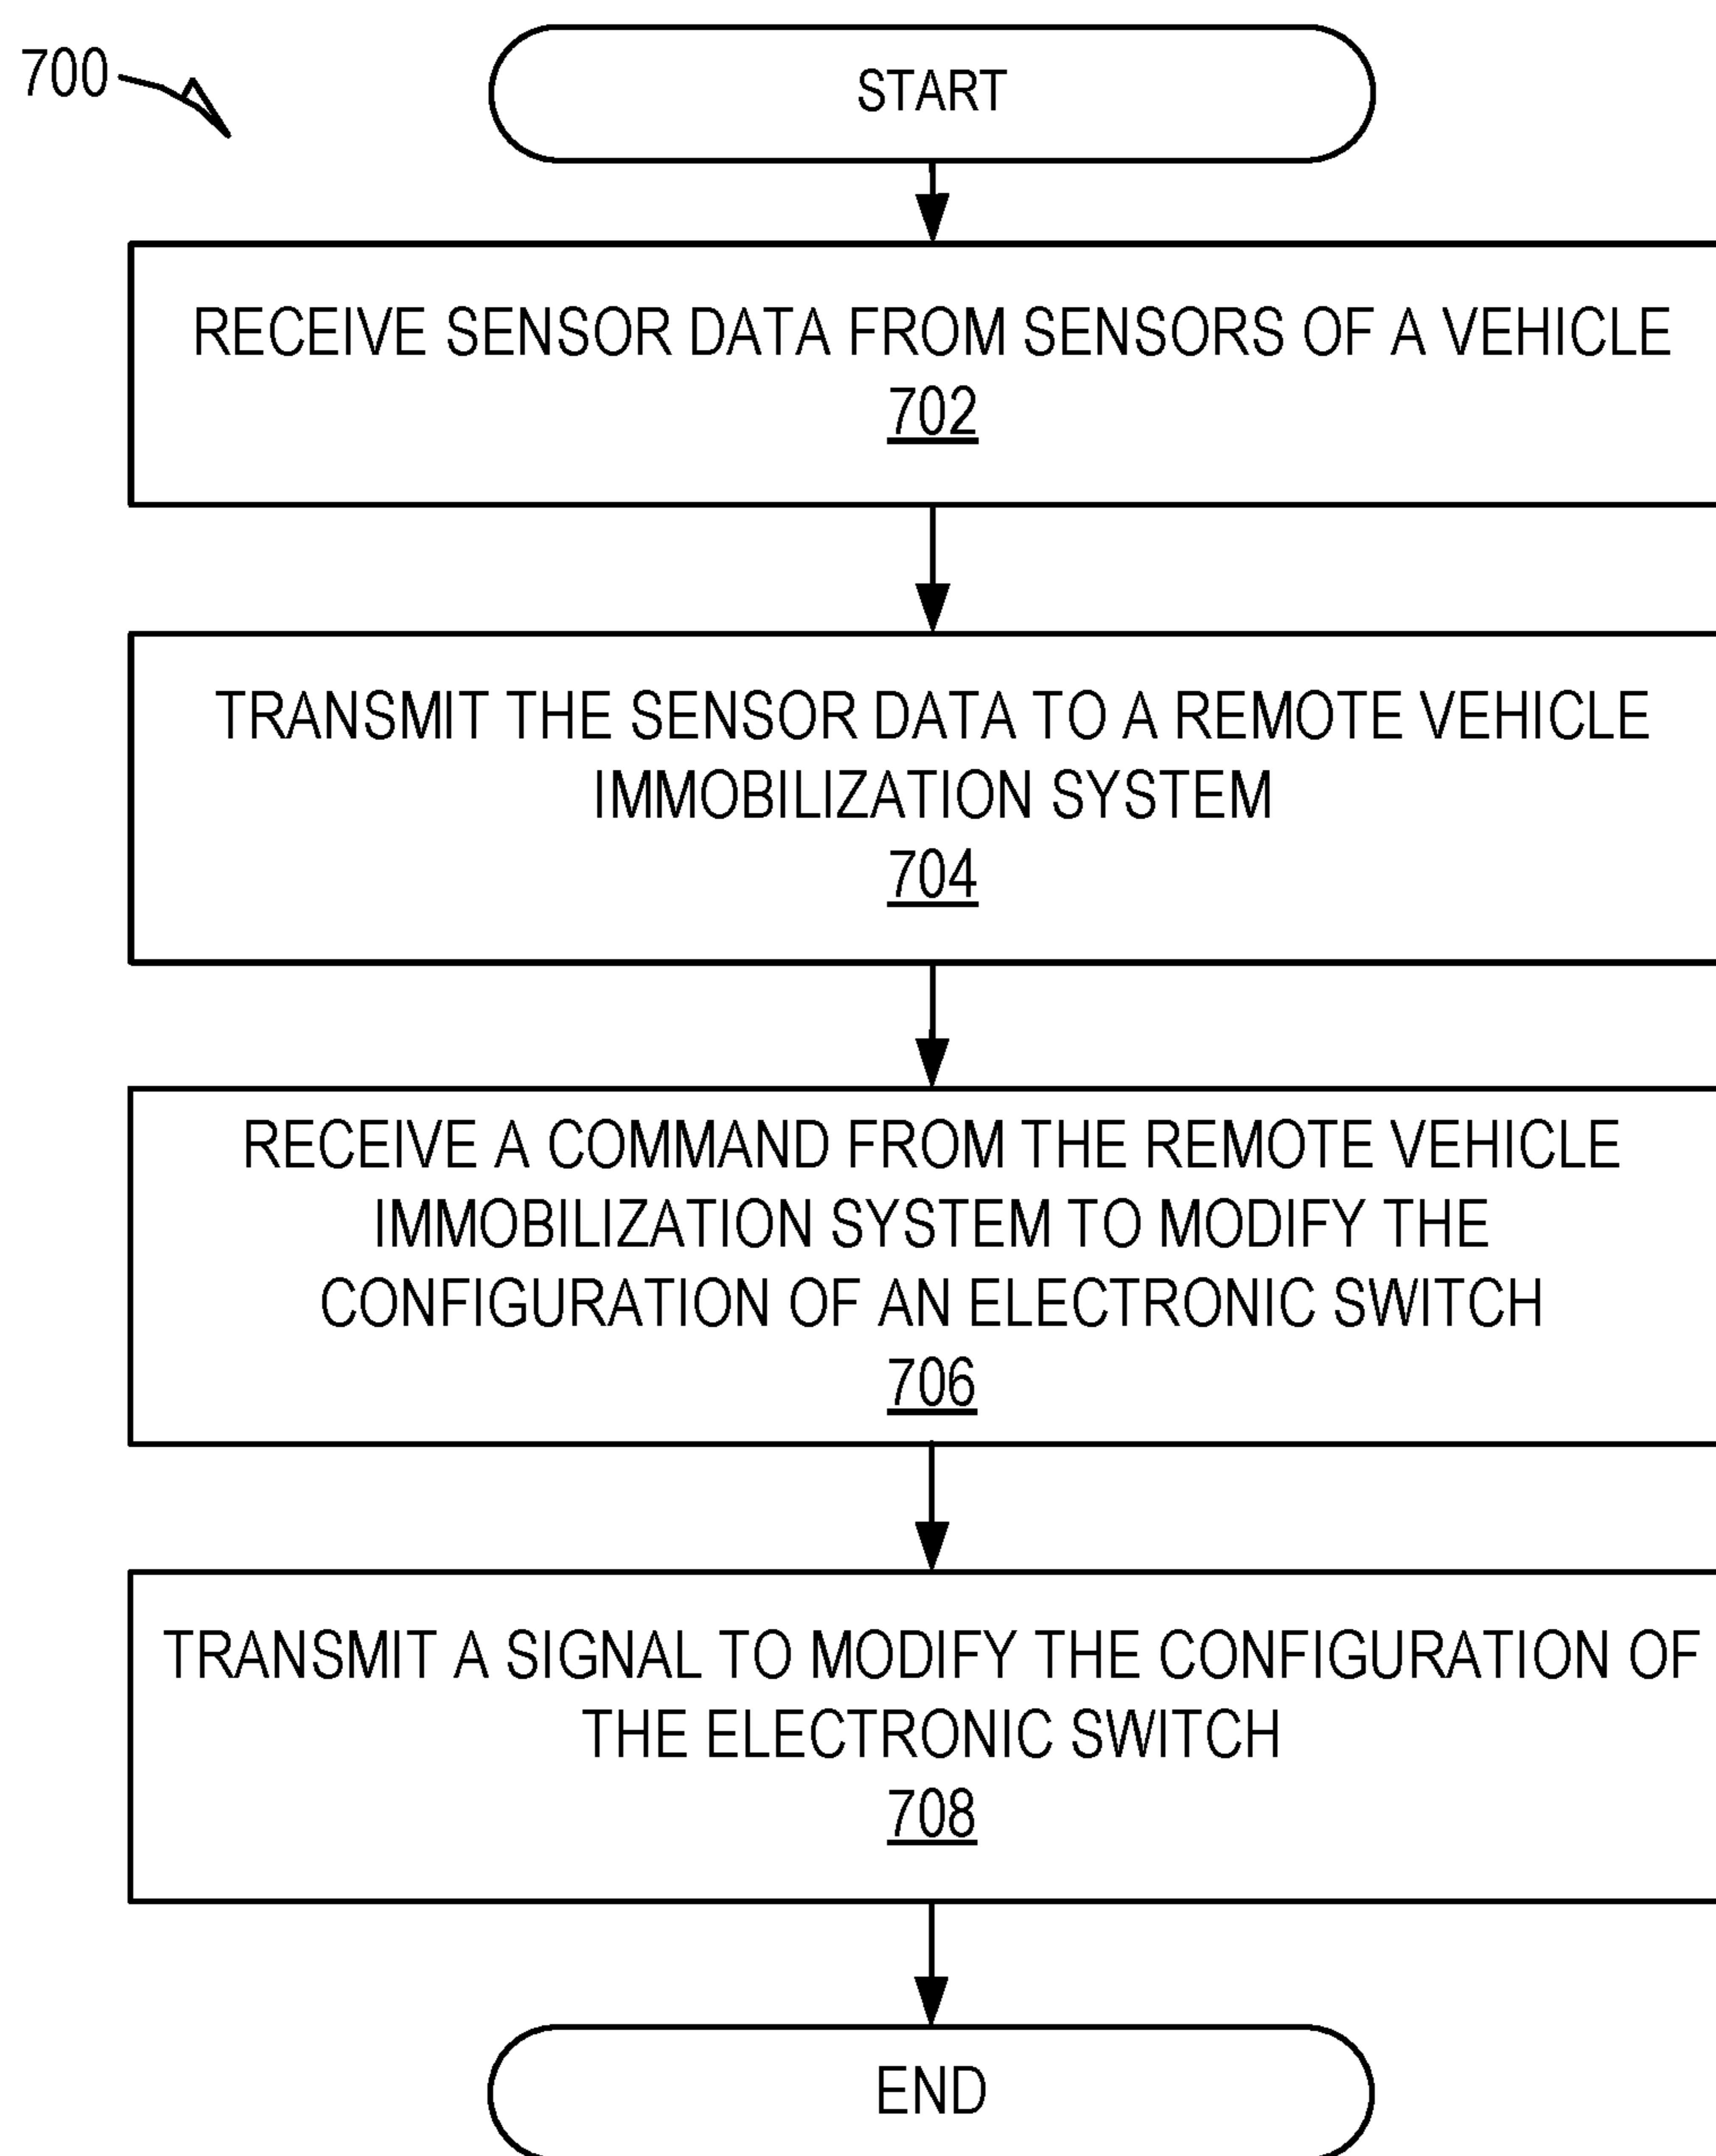 700
START
RECEIVE SENSOR DATA FROM SENSORS OF A VEHICLE
702
TRANSMIT THE SENSOR DATA TO A REMOTE VEHICLE
IMMOBILIZATION SYSTEM
704
RECEIVE A COMMAND FROM THE REMOTE VEHICLE
IMMOBILIZATION SYSTEM TO MODIFY THE
CONFIGURATION OF AN ELECTRONIC SWITCH
706
TRANSMIT A SIGNAL TO MODIFY THE CONFIGURATION OF
THE ELECTRONIC SWITCH
708
END